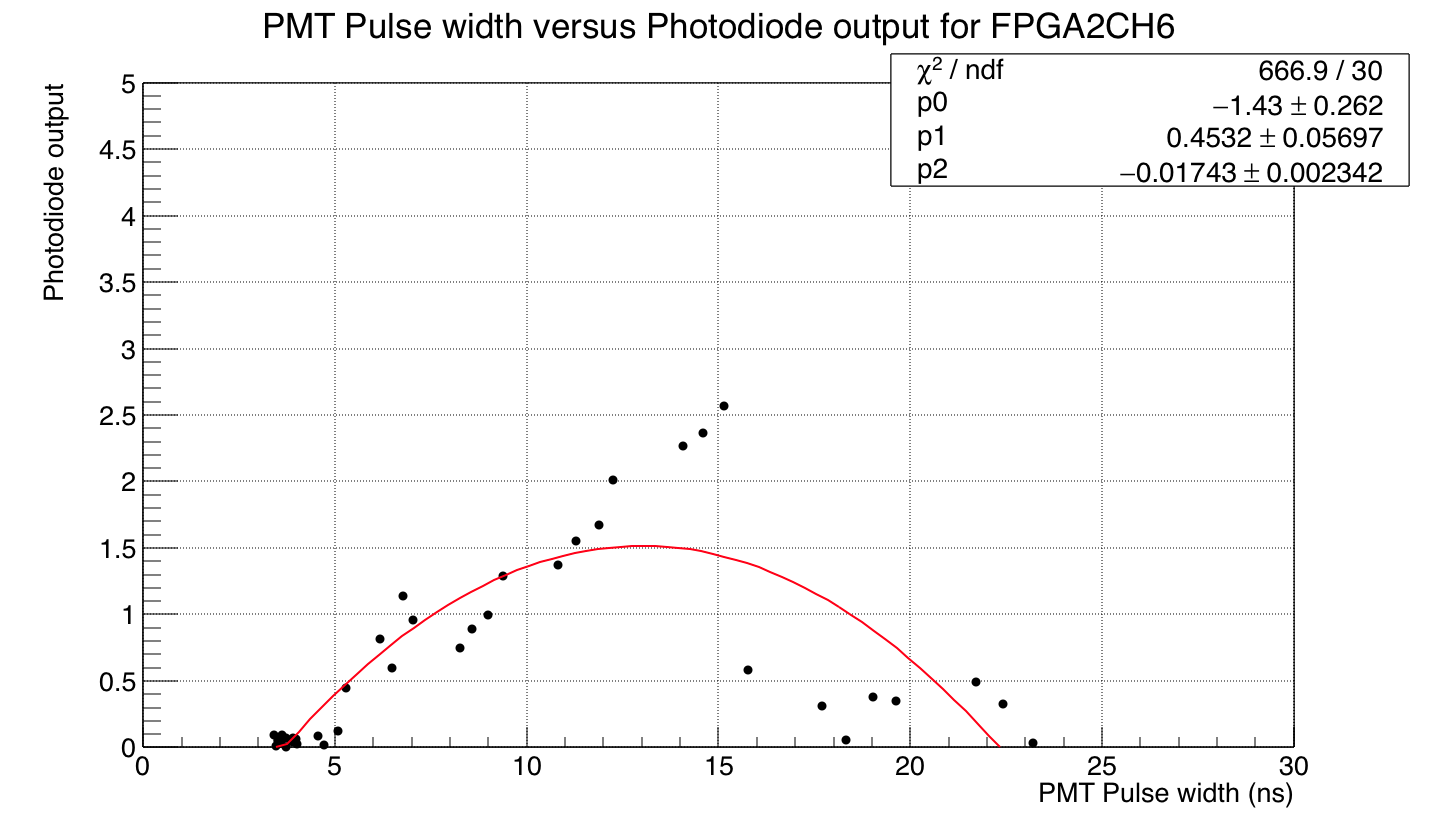 PMT Pulse width versus Photodiode output for FPGA2CH6
χ² / ndf 666.9 / 30
p0 −1.43 ± 0.262
p1 0.4532 ± 0.05697
p2 −0.01743 ± 0.002342
Photodiode output
5
4.5
4
3.5
3
2.5
2
1.5
1
0.5
0
0 5 10 15 20 25 30
PMT Pulse width (ns)